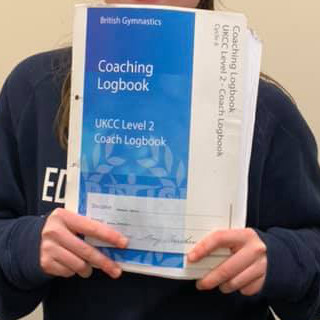 British Gymnastics
Coaching
Logbook
UKCC Level 2
Coach Logbook
Coaching Logbook
UKCC Level 2 - Coach Logbook
ED